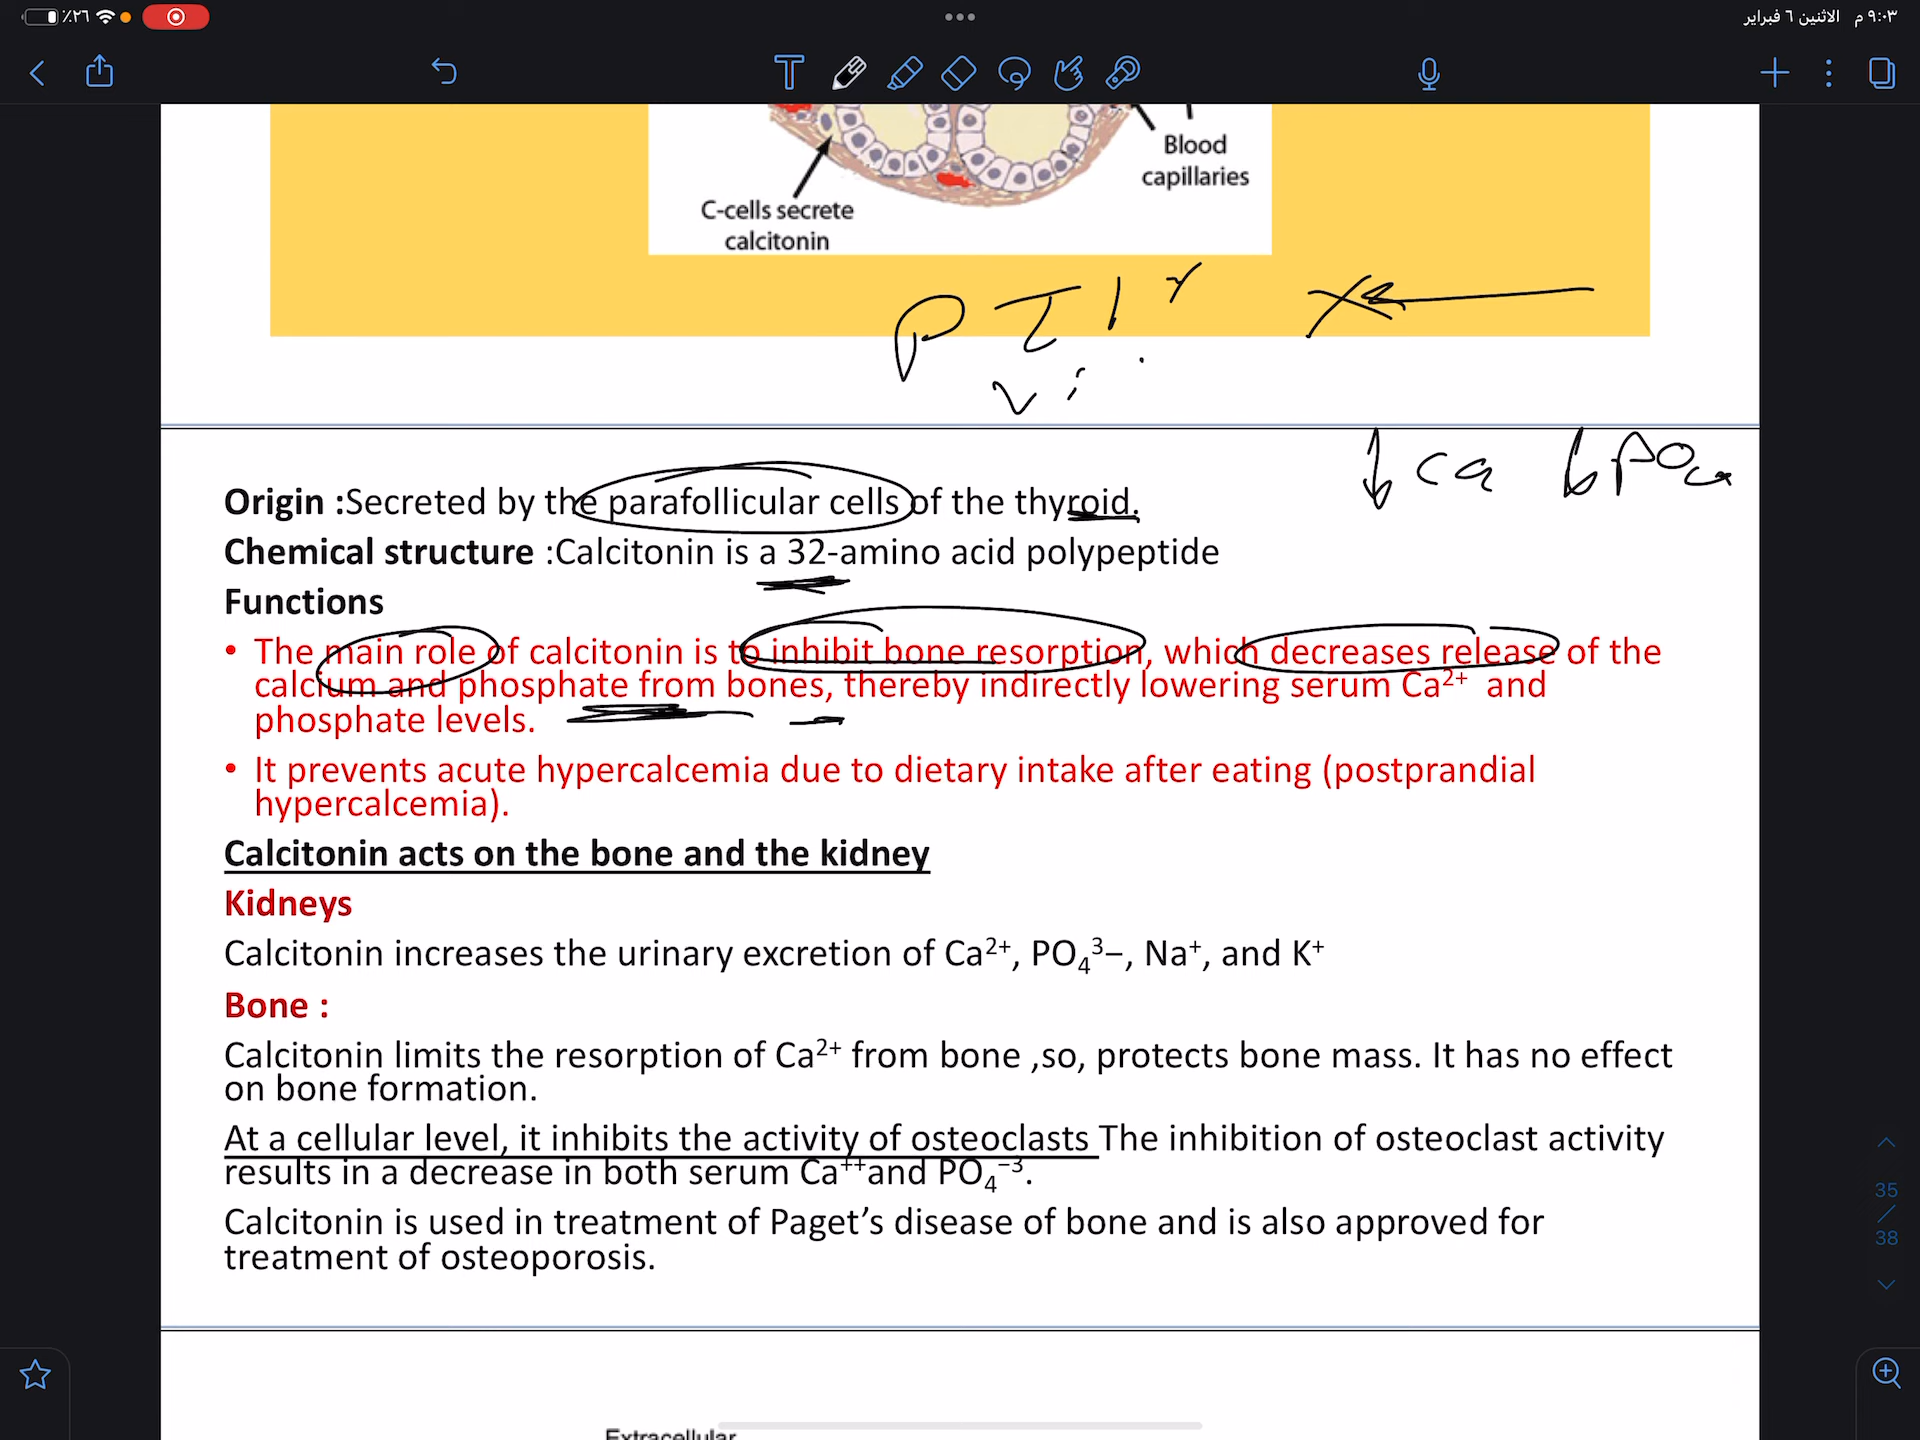 ٪٢٦
٩:٠٣ م الاثنين ٦ فبراير
Blood
capillaries
C-cells secrete
calcitonin
↓ Ca ↓ PO₄
Origin :Secreted by the parafollicular cells of the thyroid.
Chemical structure :Calcitonin is a 32-amino acid polypeptide
Functions
• The main role of calcitonin is to inhibit bone resorption, which decreases release of the
calcium and phosphate from bones, thereby indirectly lowering serum Ca²⁺ and
phosphate levels.
• It prevents acute hypercalcemia due to dietary intake after eating (postprandial
hypercalcemia).
Calcitonin acts on the bone and the kidney
Kidneys
Calcitonin increases the urinary excretion of Ca²⁺, PO₄³−, Na⁺, and K⁺
Bone :
Calcitonin limits the resorption of Ca²⁺ from bone ,so, protects bone mass. It has no effect
on bone formation.
At a cellular level, it inhibits the activity of osteoclasts The inhibition of osteoclast activity
results in a decrease in both serum Ca⁺⁺and PO₄⁻³.
Calcitonin is used in treatment of Paget’s disease of bone and is also approved for
treatment of osteoporosis.
35
/
38
Extracellular